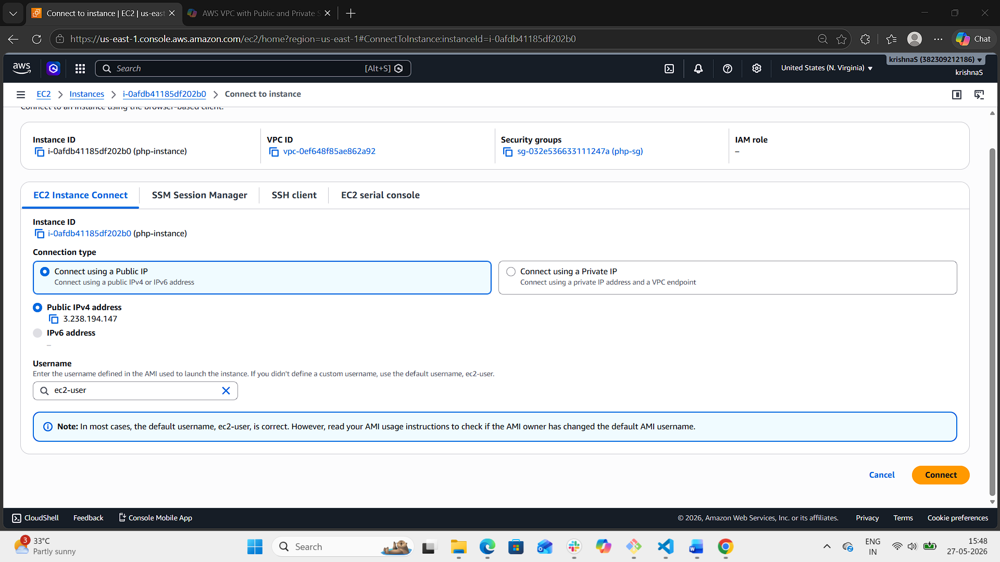 Connect to instance | EC2 | us-east
AWS VPC with Public and Private S
https://us-east-1.console.aws.amazon.com/ec2/home?region=us-east-1#ConnectToInstance:instanceId=i-0afdb41185df202b0
Chat
aws
Search [Alt+S]
United States (N. Virginia)
krishnaS (382309212186)
krishnaS
EC2 > Instances > i-0afdb41185df202b0 > Connect to instance
Connect to an instance using the browser-based client.
Instance ID
i-0afdb41185df202b0 (php-instance)
VPC ID
vpc-0ef648f85ae862a92
Security groups
sg-032e536633111247a (php-sg)
IAM role
–
EC2 Instance Connect
SSM Session Manager
SSH client
EC2 serial console
Instance ID
i-0afdb41185df202b0 (php-instance)
Connection type
Connect using a Public IP
Connect using a public IPv4 or IPv6 address
Connect using a Private IP
Connect using a private IP address and a VPC endpoint
Public IPv4 address
3.238.194.147
IPv6 address
–
Username
Enter the username defined in the AMI used to launch the instance. If you didn't define a custom username, use the default username, ec2-user.
ec2-user
Note: In most cases, the default username, ec2-user, is correct. However, read your AMI usage instructions to check if the AMI owner has changed the default AMI username.
Cancel
Connect
CloudShell
Feedback
Console Mobile App
© 2026, Amazon Web Services, Inc. or its affiliates.
Privacy
Terms
Cookie preferences
3
33°C
Partly sunny
Search
ENG
IN
15:48
27-05-2026